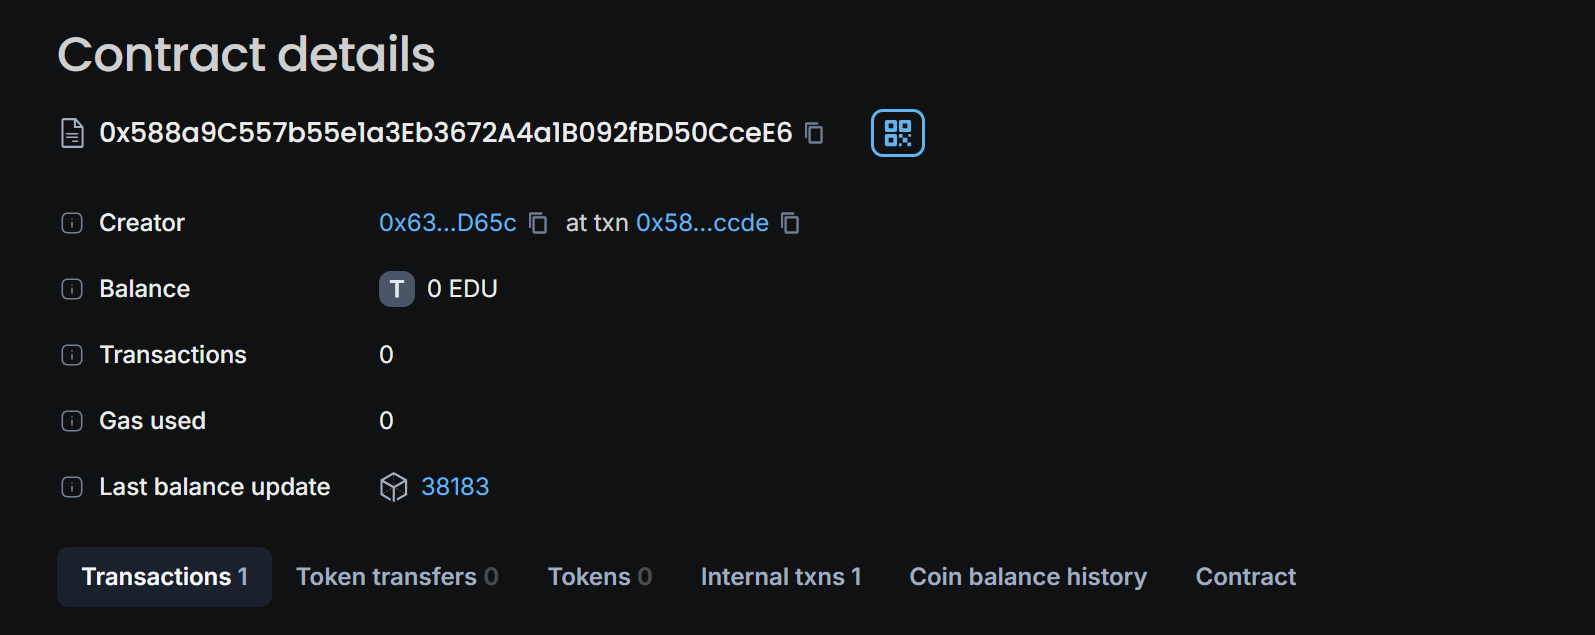 Contract details
0x588a9C557b55e1a3Eb3672A4a1B092fBD50CceE6
Creator 0x63...D65c at txn 0x58...ccde
Balance T 0 EDU
Transactions 0
Gas used 0
Last balance update 38183
Transactions 1 Token transfers 0 Tokens 0 Internal txns 1 Coin balance history Contract